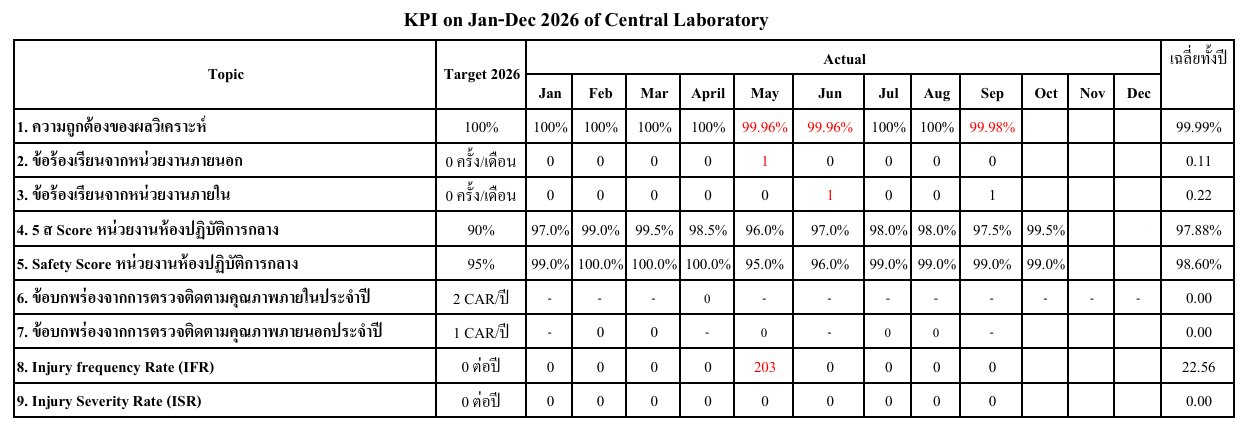 KPI on Jan-Dec 2026 of Central Laboratory
Topic Target 2026 Actual เฉลี่ยทั้งปี
Jan Feb Mar April May Jun Jul Aug Sep Oct Nov Dec
1. ความถูกต้องของผลวิเคราะห์ 100% 100% 100% 100% 100% 99.96% 99.96% 100% 100% 99.98% 99.99%
2. ข้อร้องเรียนจากหน่วยงานภายนอก 0 ครั้ง/เดือน 0 0 0 0 1 0 0 0 0 0.11
3. ข้อร้องเรียนจากหน่วยงานภายใน 0 ครั้ง/เดือน 0 0 0 0 0 1 0 0 1 0.22
4. 5 ส Score หน่วยงานห้องปฏิบัติการกลาง 90% 97.0% 99.0% 99.5% 98.5% 96.0% 97.0% 98.0% 98.0% 97.5% 99.5% 97.88%
5. Safety Score หน่วยงานห้องปฏิบัติการกลาง 95% 99.0% 100.0% 100.0% 100.0% 95.0% 96.0% 99.0% 99.0% 99.0% 99.0% 98.60%
6. ข้อบกพร่องจากการตรวจติดตามคุณภาพภายในประจำปี 2 CAR/ปี - - - 0 - - - - - - - - 0.00
7. ข้อบกพร่องจากการตรวจติดตามคุณภาพภายนอกประจำปี 1 CAR/ปี - 0 0 - 0 - 0 0 - 0.00
8. Injury frequency Rate (IFR) 0 ต่อปี 0 0 0 0 203 0 0 0 0 22.56
9. Injury Severity Rate (ISR) 0 ต่อปี 0 0 0 0 0 0 0 0 0 0.00